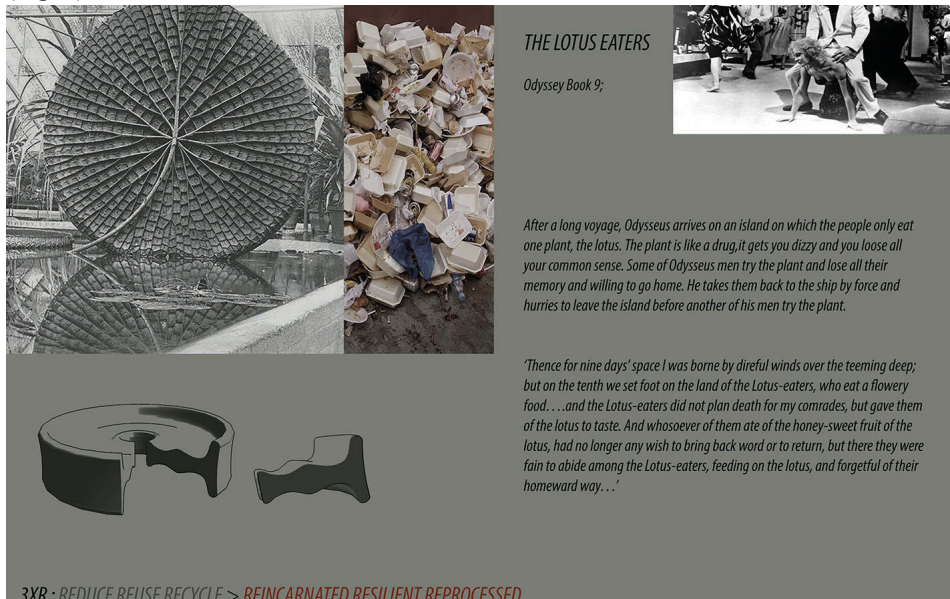 THE LOTUS EATERS
Odyssey Book 9;
After a long voyage, Odysseus arrives on an island on which the people only eat
one plant, the lotus. The plant is like a drug,it gets you dizzy and you loose all
your common sense. Some of Odysseus men try the plant and lose all their
memory and willing to go home. He takes them back to the ship by force and
hurries to leave the island before another of his men try the plant.
‘Thence for nine days’ space I was borne by direful winds over the teeming deep;
but on the tenth we set foot on the land of the Lotus-eaters, who eat a flowery
food….and the Lotus-eaters did not plan death for my comrades, but gave them
of the lotus to taste. And whosoever of them ate of the honey-sweet fruit of the
lotus, had no longer any wish to bring back word or to return, but there they were
fain to abide among the Lotus-eaters, feeding on the lotus, and forgetful of their
homeward way…’
3XR : REDUCE REUSE RECYCLE > REINCARNATED RESILIENT REPROCESSED